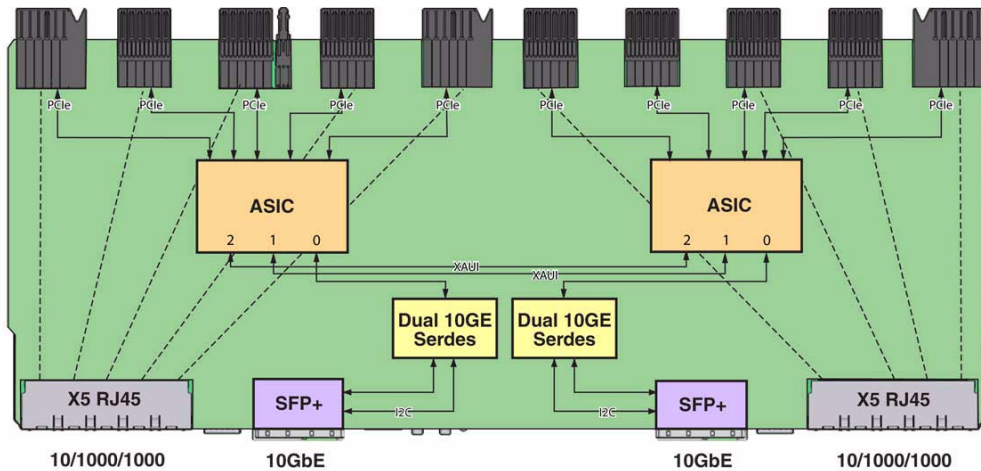 PCIe PCIe PCIe PCIe PCIe PCIe PCIe PCIe PCIe PCIe
ASIC
2 1 0
ASIC
2 1 0
XAUI
XAUI
Dual 10GE
Serdes
Dual 10GE
Serdes
X5 RJ45
SFP+
I2C
I2C
SFP+
X5 RJ45
10/1000/1000
10GbE
10GbE
10/1000/1000